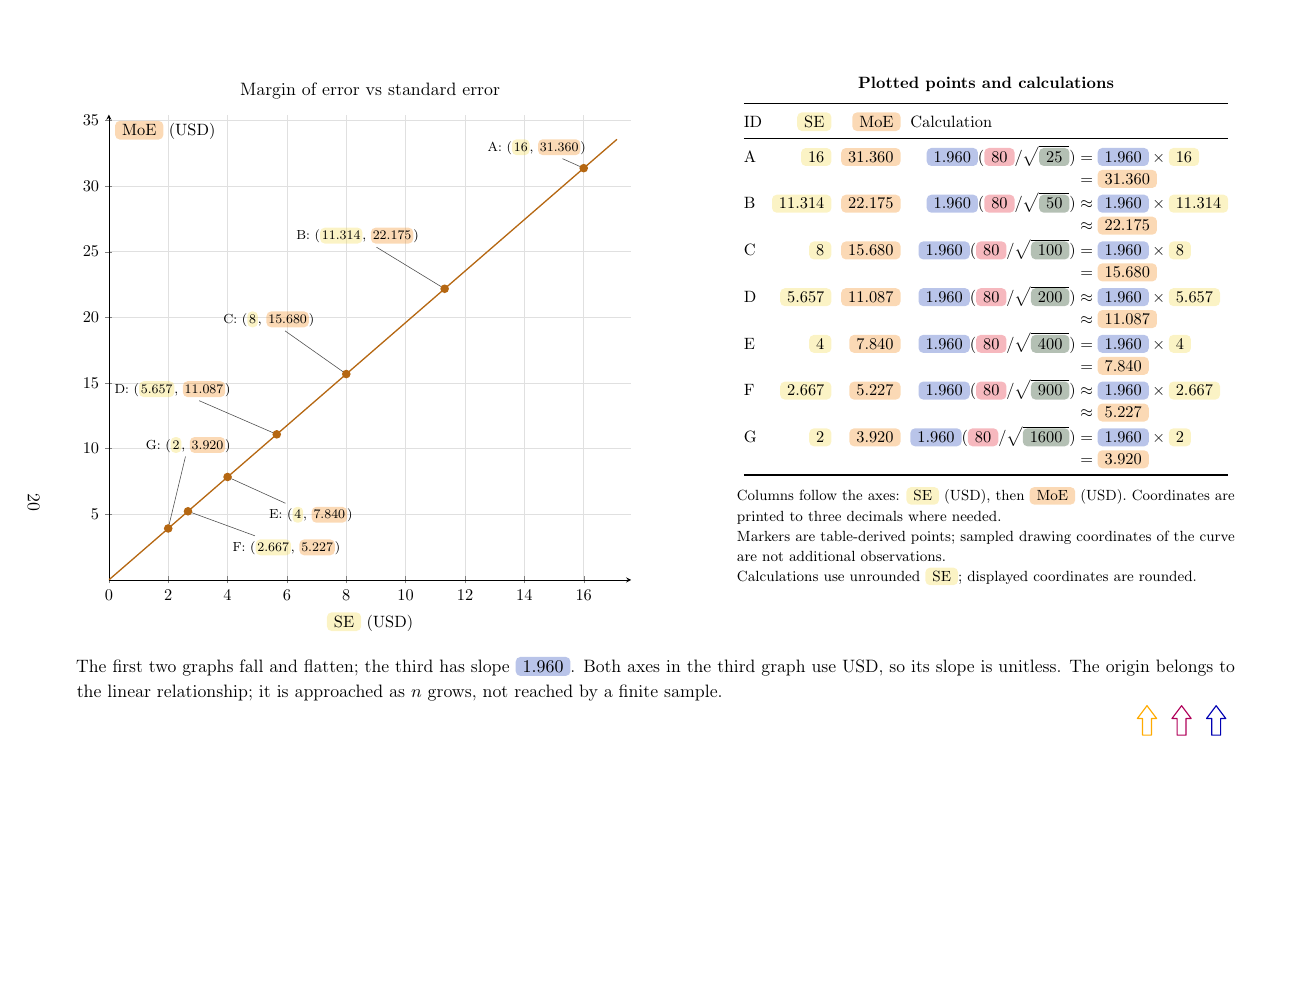 Margin of error vs standard error
MoE (USD)
35
30
25
20
15
10
5
A: (16, 31.360)
B: (11.314, 22.175)
C: (8, 15.680)
D: (5.657, 11.087)
G: (2, 3.920)
E: (4, 7.840)
F: (2.667, 5.227)
0 2 4 6 8 10 12 14 16
SE (USD)
Plotted points and calculations
ID SE MoE Calculation
A 16 31.360 1.960(80/√25) = 1.960 × 16
= 31.360
B 11.314 22.175 1.960(80/√50) ≈ 1.960 × 11.314
≈ 22.175
C 8 15.680 1.960(80/√100) = 1.960 × 8
= 15.680
D 5.657 11.087 1.960(80/√200) ≈ 1.960 × 5.657
≈ 11.087
E 4 7.840 1.960(80/√400) = 1.960 × 4
= 7.840
F 2.667 5.227 1.960(80/√900) ≈ 1.960 × 2.667
≈ 5.227
G 2 3.920 1.960(80/√1600) = 1.960 × 2
= 3.920
Columns follow the axes: SE (USD), then MoE (USD). Coordinates are
printed to three decimals where needed.
Markers are table-derived points; sampled drawing coordinates of the curve
are not additional observations.
Calculations use unrounded SE; displayed coordinates are rounded.
The first two graphs fall and flatten; the third has slope 1.960. Both axes in the third graph use USD, so its slope is unitless. The origin belongs to
the linear relationship; it is approached as n grows, not reached by a finite sample.
20